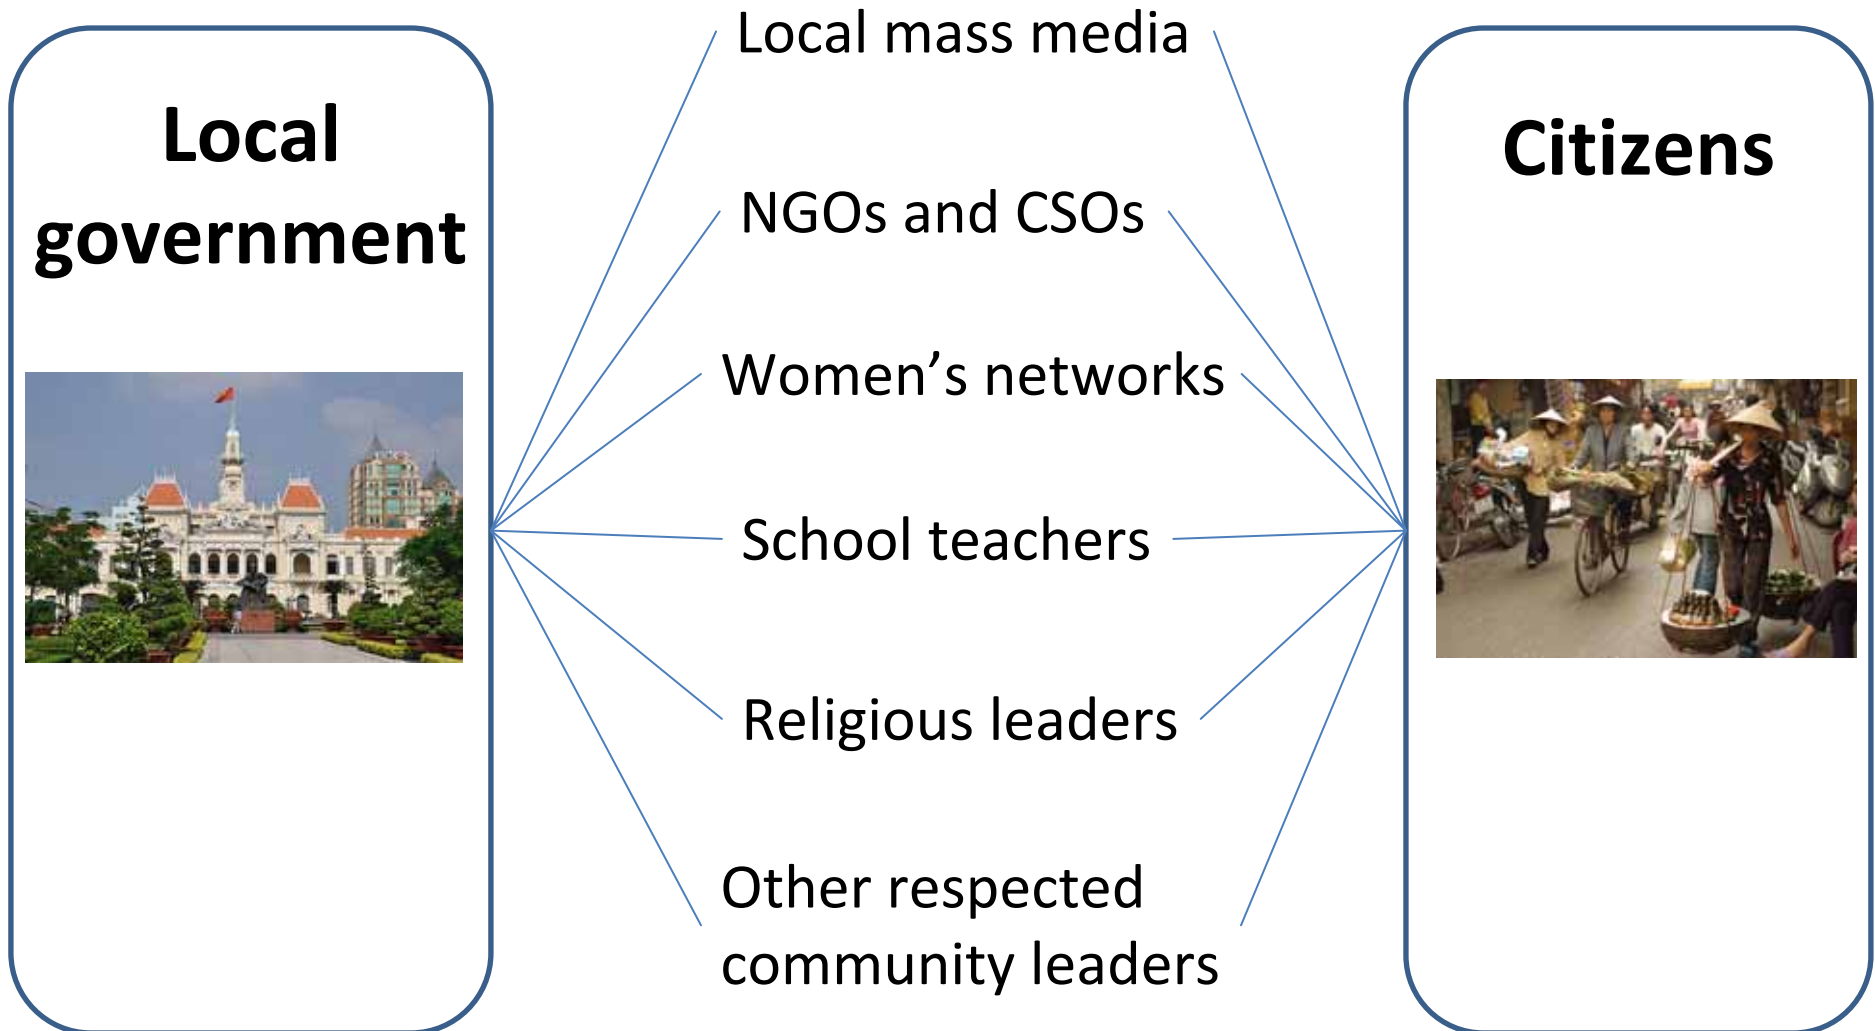 Local
government
Local mass media
NGOs and CSOs
Women’s networks
School teachers
Religious leaders
Other respected
community leaders
Citizens